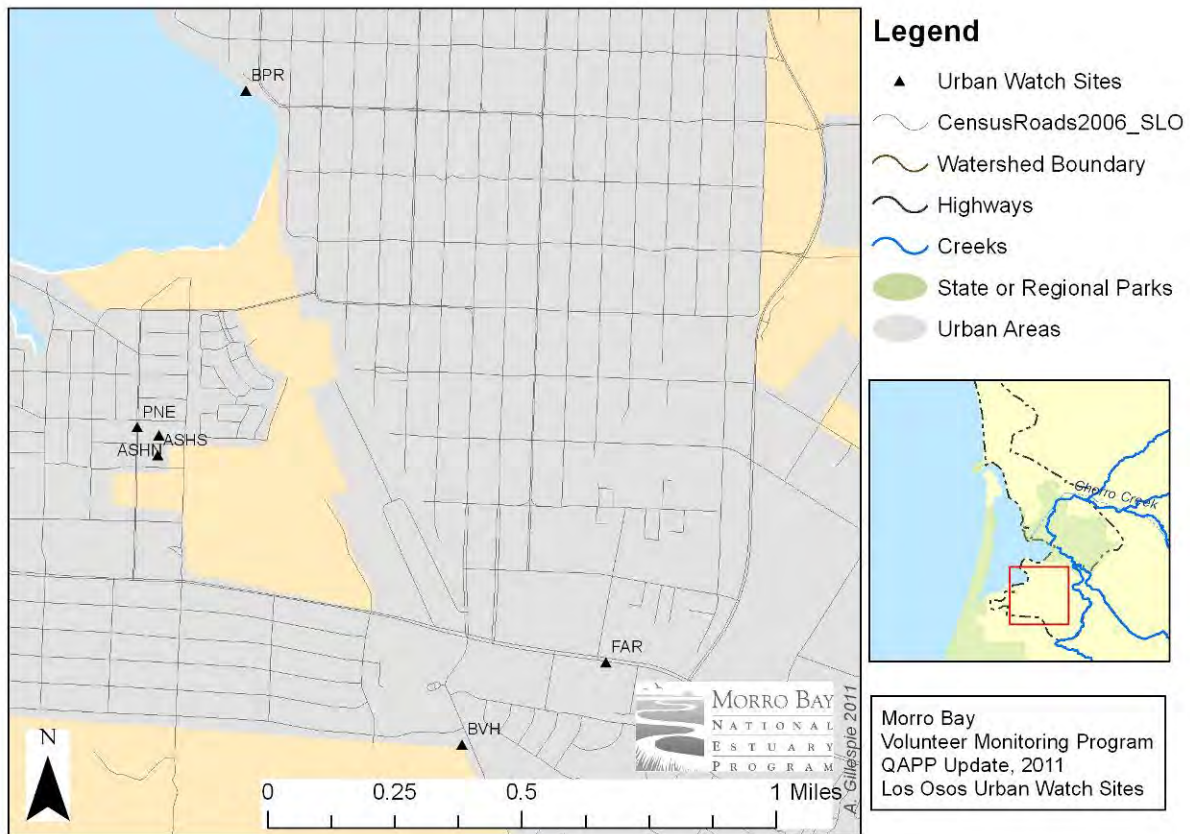 BPR
PNE
ASHS
ASHN
FAR
BVH
N
0 0.25 0.5 1 Miles
MORRO BAY
NATIONAL
ESTUARY
PROGRAM
A. Gillespie 2011
Legend
Urban Watch Sites
CensusRoads2006_SLO
Watershed Boundary
Highways
Creeks
State or Regional Parks
Urban Areas
Chorro Creek
Morro Bay
Volunteer Monitoring Program
QAPP Update, 2011
Los Osos Urban Watch Sites